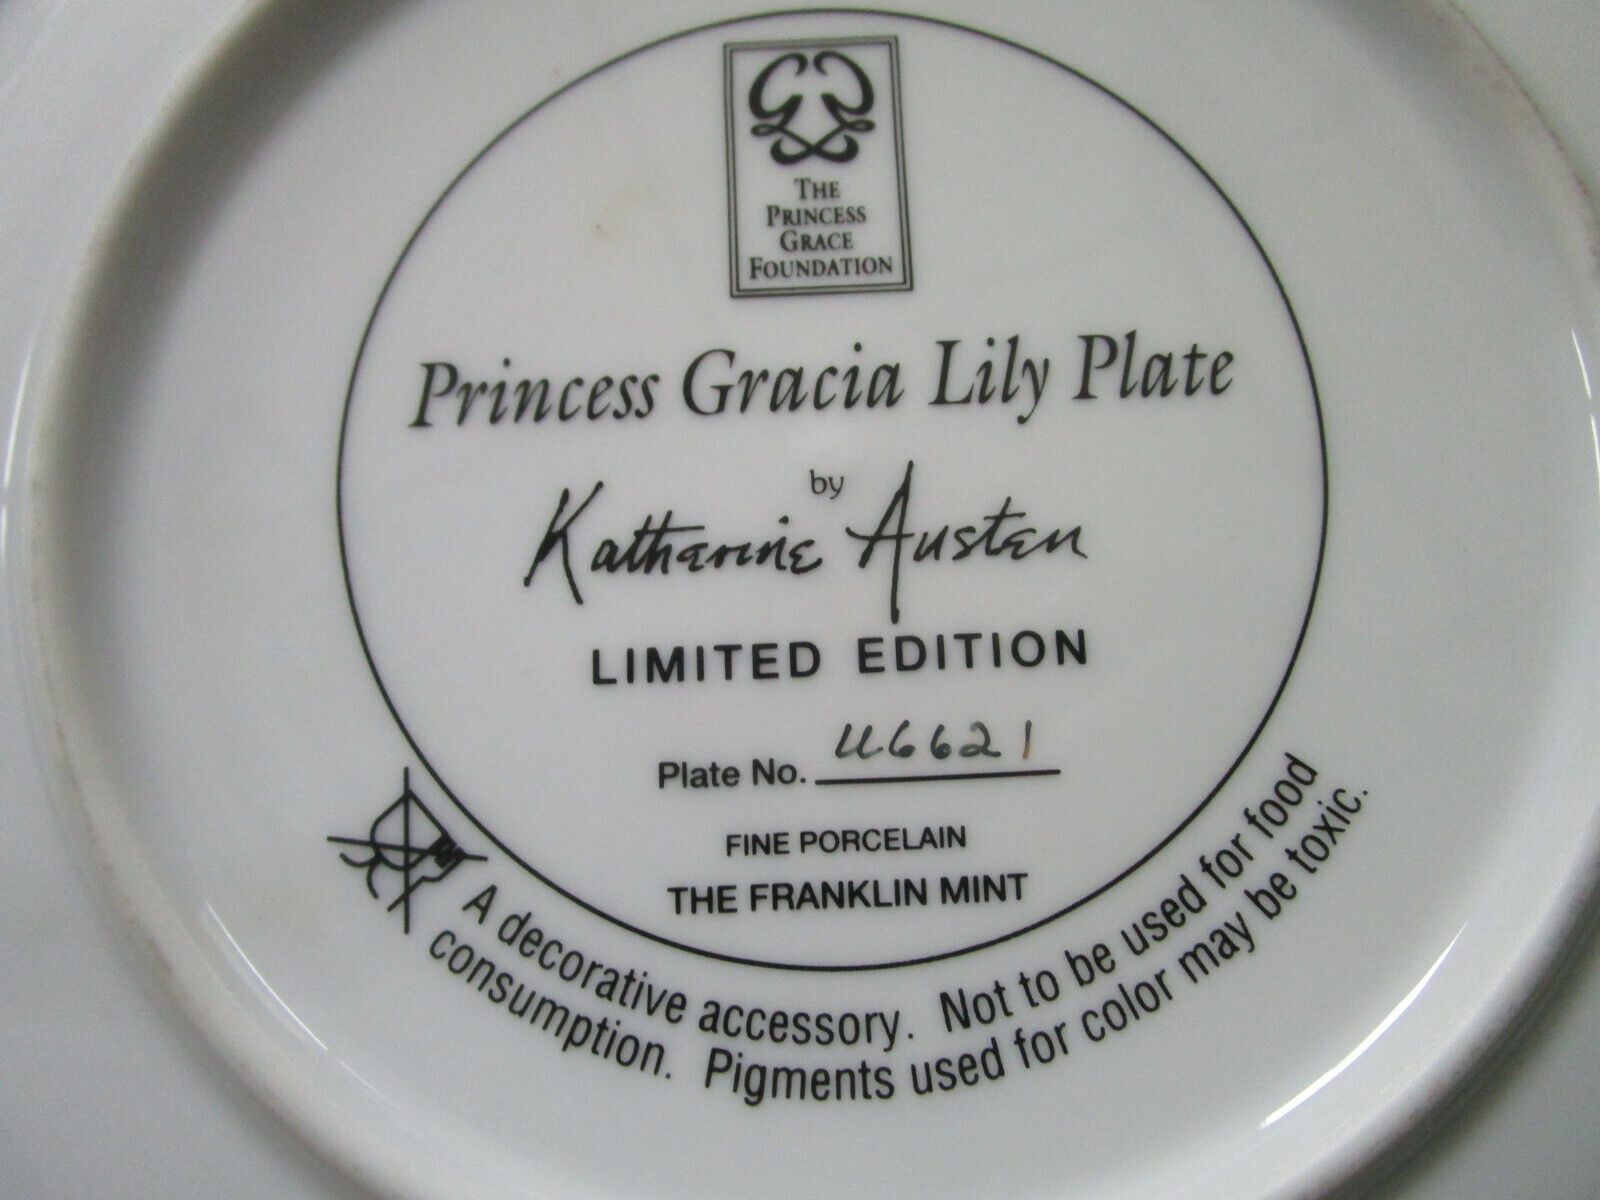 THE
PRINCESS
GRACE
FOUNDATION
Princess Gracia Lily Plate
by
Katharine Austen
LIMITED EDITION
Plate No. U6621
FINE PORCELAIN
THE FRANKLIN MINT
A decorative accessory. Not to be used for food
consumption. Pigments used for color may be toxic.